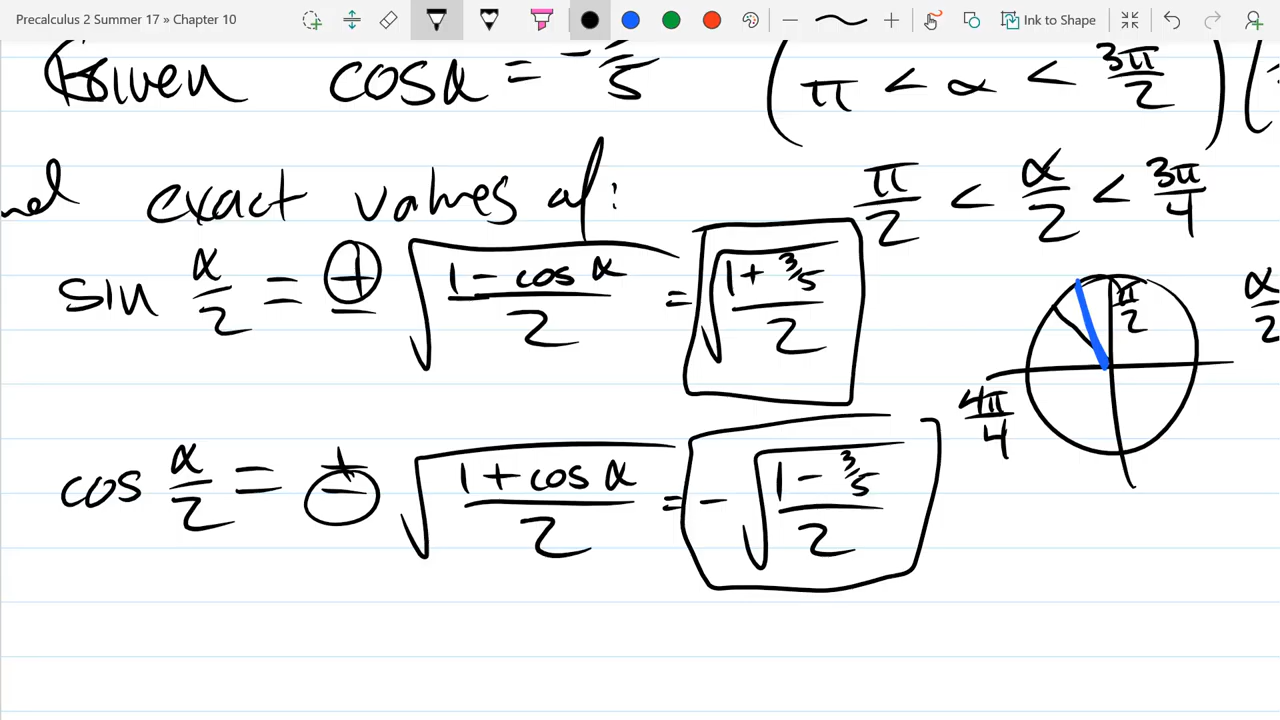 Precalculus 2 Summer 17 » Chapter 10
Ink to Shape
Given cosα = -3/5 (π < α < 3π/2) (
exact values of: π/2 < α/2 < 3π/4
sin α/2 = ± √((1 - cos α)/2) = √((1 + 3/5)/2)
π/2
α/2
4π/4
cos α/2 = ± √((1 + cos α)/2) = - √((1 - 3/5)/2)